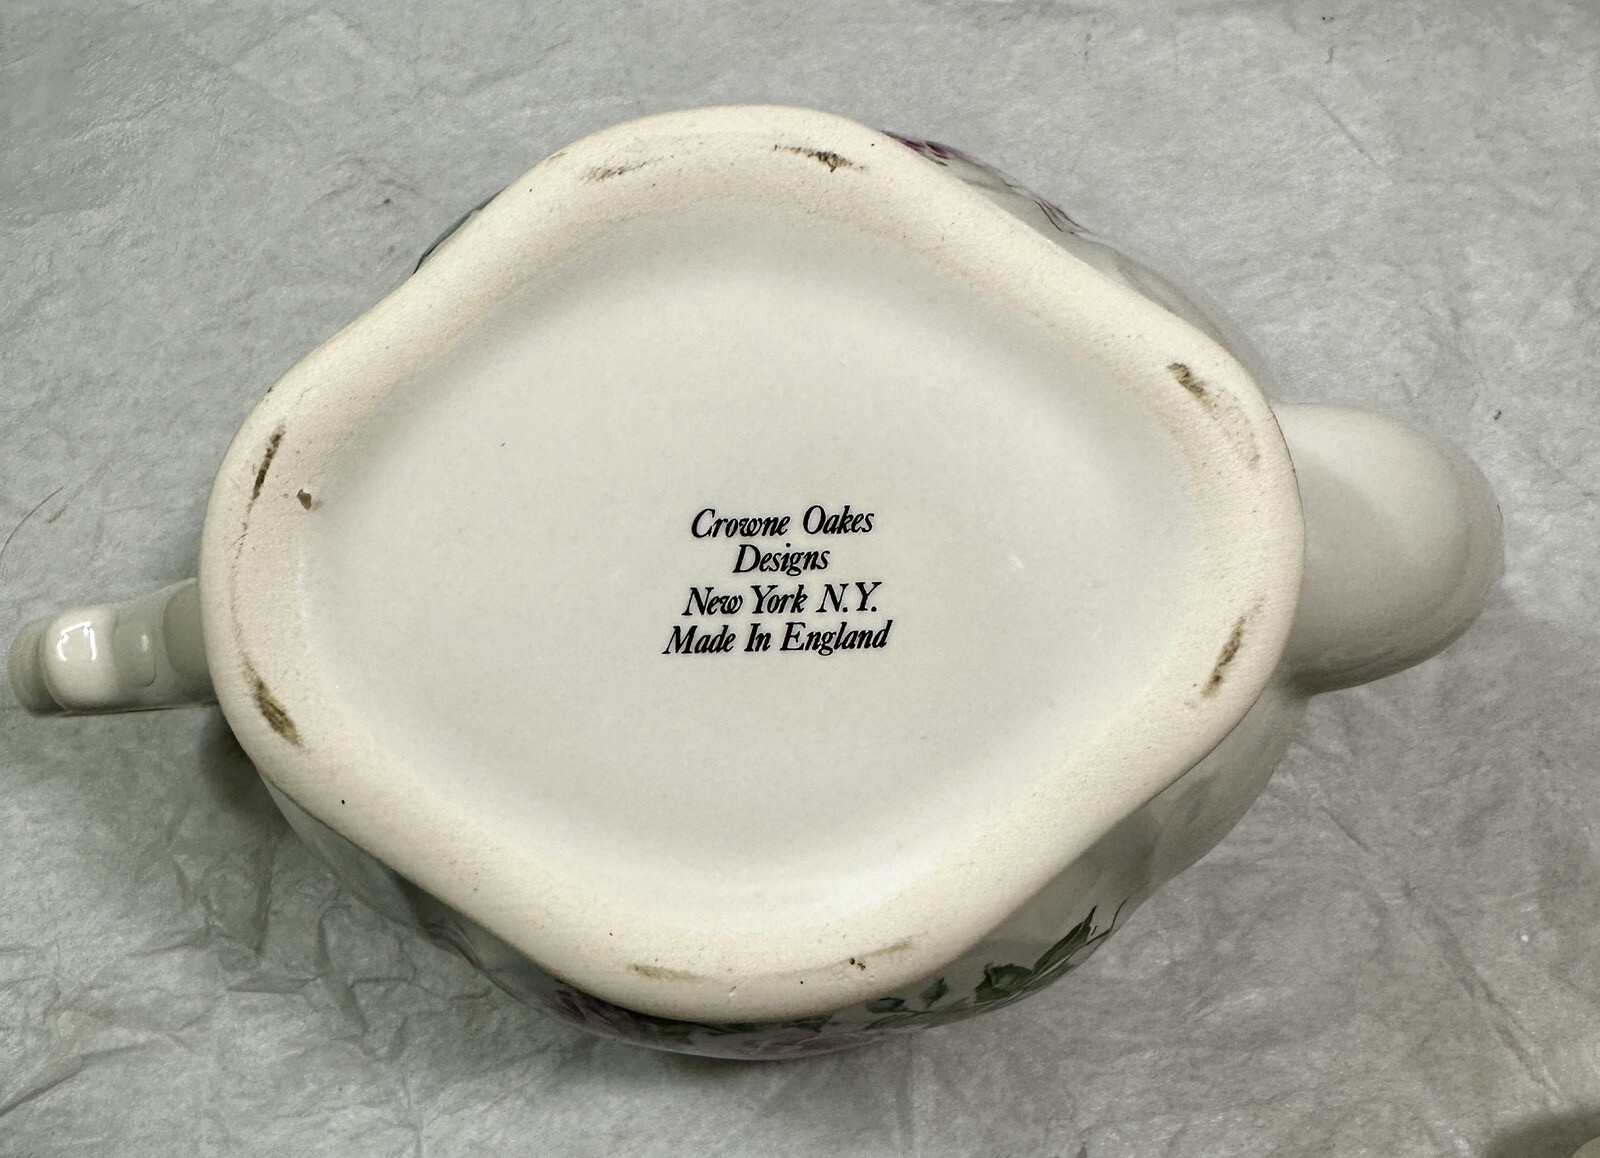 Crowne Oakes
Designs
New York N.Y.
Made In England